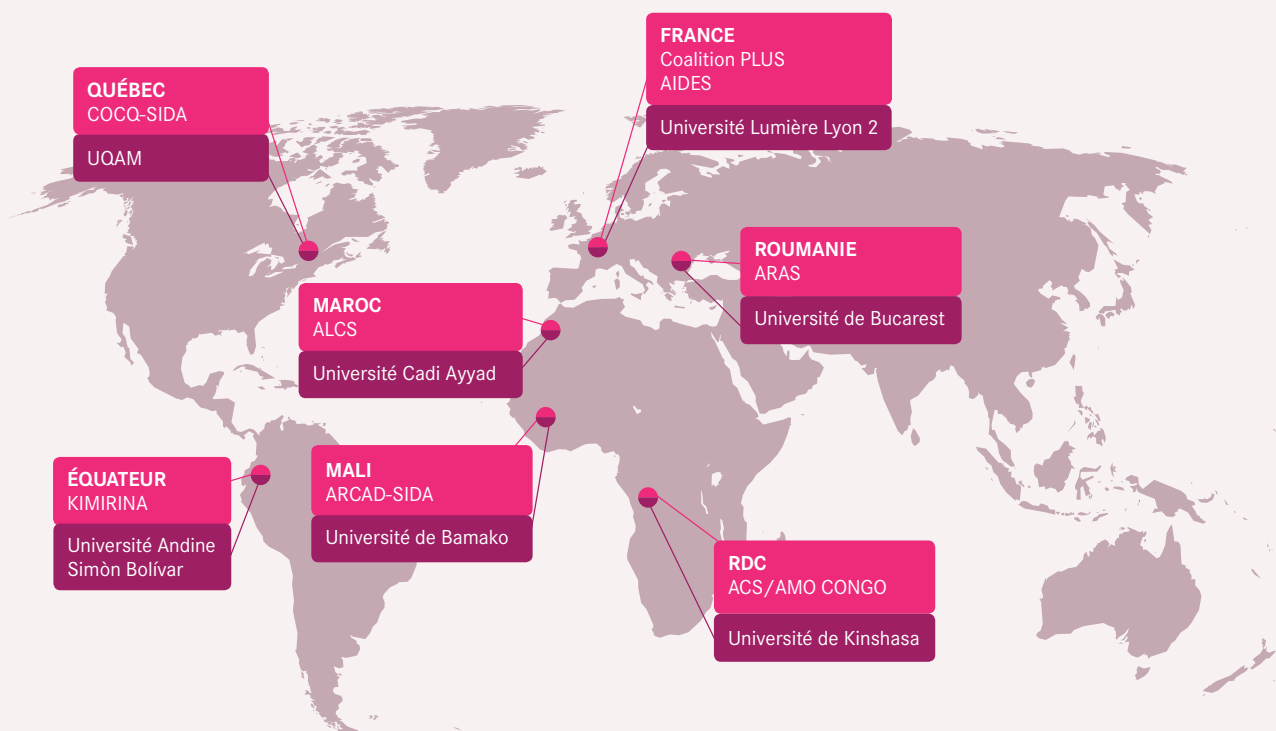 FRANCE
Coalition PLUS
AIDES
Université Lumière Lyon 2
QUÉBEC
COCQ-SIDA
UQAM
ROUMANIE
ARAS
Université de Bucarest
MAROC
ALCS
Université Cadi Ayyad
MALI
ARCAD-SIDA
Université de Bamako
ÉQUATEUR
KIMIRINA
Université Andine
Simòn Bolívar
RDC
ACS/AMO CONGO
Université de Kinshasa